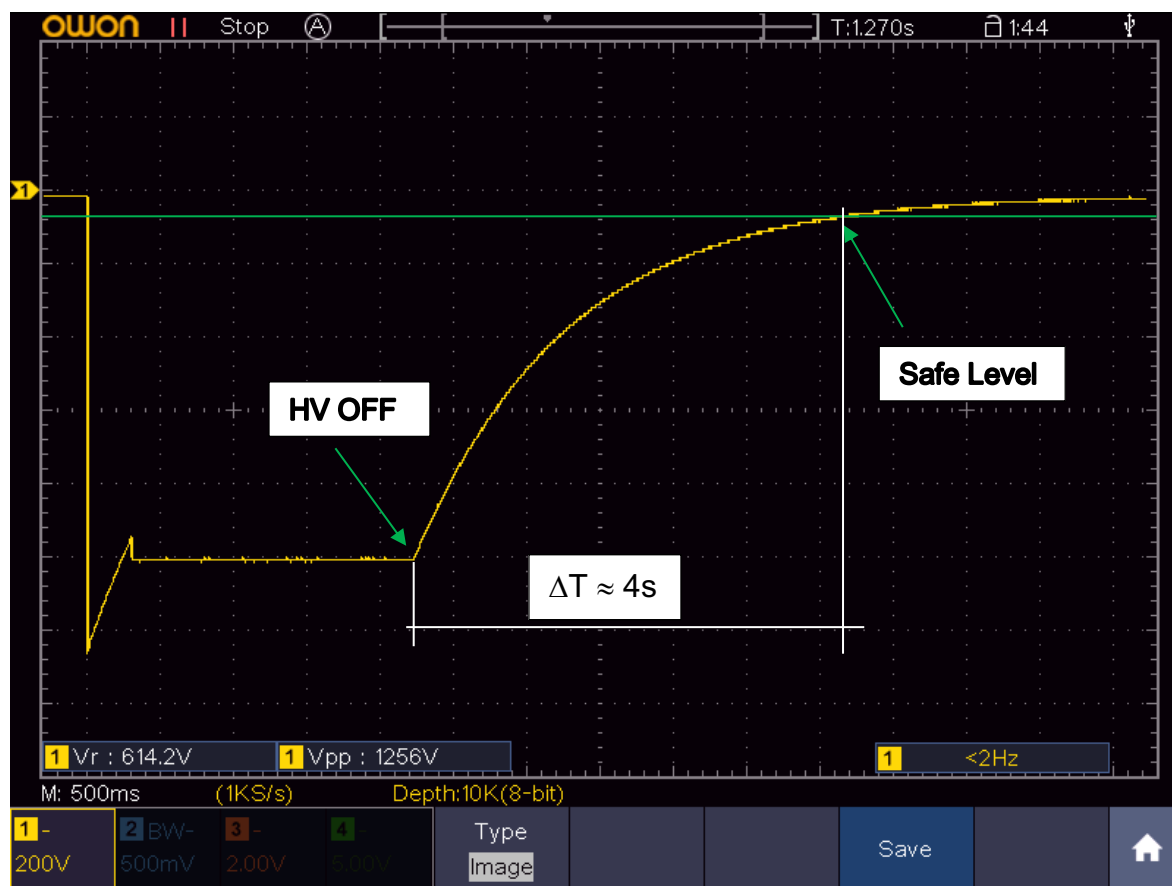 OWON Stop A T:1.270s 1:44
1
Safe Level
HV OFF
ΔT ≈ 4s
1 Vr : 614.2V 1 Vpp : 1256V 1 <2Hz
M: 500ms (1KS/s) Depth:10K(8-bit)
1 - 2 BW- 3 - 4 - Type
200V 500mV 2.00V 5.00V Image Save